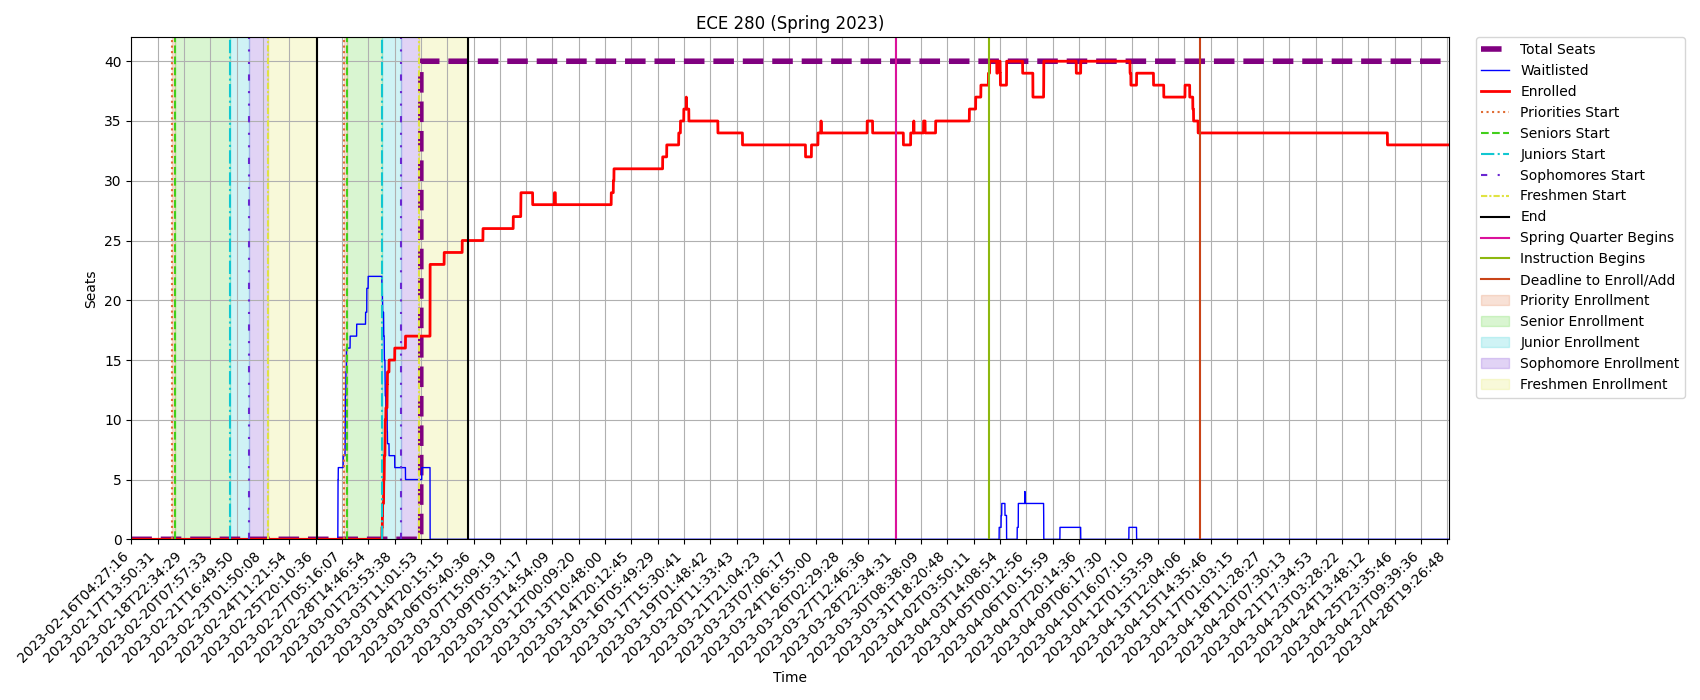 ECE 280 (Spring 2023)
Seats
40
35
30
25
20
15
10
5
0
2023-02-16T04:27:16
2023-02-17T13:50:31
2023-02-18T22:34:29
2023-02-20T07:57:33
2023-02-21T16:49:50
2023-02-23T01:50:08
2023-02-24T11:21:54
2023-02-25T20:10:36
2023-02-27T05:16:07
2023-02-28T14:46:54
2023-03-01T23:53:38
2023-03-03T11:01:53
2023-03-04T20:15:15
2023-03-06T05:40:36
2023-03-07T15:09:19
2023-03-09T05:31:17
2023-03-10T14:54:09
2023-03-12T00:09:20
2023-03-13T10:48:00
2023-03-14T20:12:45
2023-03-16T05:49:29
2023-03-17T15:30:41
2023-03-19T01:48:42
2023-03-20T11:33:43
2023-03-21T21:04:23
2023-03-23T07:06:17
2023-03-24T16:55:00
2023-03-26T02:29:28
2023-03-27T12:46:36
2023-03-28T22:34:31
2023-03-30T08:38:09
2023-03-31T18:20:48
2023-04-02T03:50:11
2023-04-03T14:08:54
2023-04-05T00:12:56
2023-04-06T10:15:59
2023-04-07T20:14:36
2023-04-09T06:17:30
2023-04-10T16:07:10
2023-04-12T01:53:59
2023-04-13T12:04:06
2023-04-15T14:35:46
2023-04-17T01:03:15
2023-04-18T11:28:27
2023-04-20T07:30:13
2023-04-21T17:34:53
2023-04-23T03:28:22
2023-04-24T13:48:12
2023-04-25T23:35:46
2023-04-27T09:39:36
2023-04-28T19:26:48
Time
Total Seats
Waitlisted
Enrolled
Priorities Start
Seniors Start
Juniors Start
Sophomores Start
Freshmen Start
End
Spring Quarter Begins
Instruction Begins
Deadline to Enroll/Add
Priority Enrollment
Senior Enrollment
Junior Enrollment
Sophomore Enrollment
Freshmen Enrollment